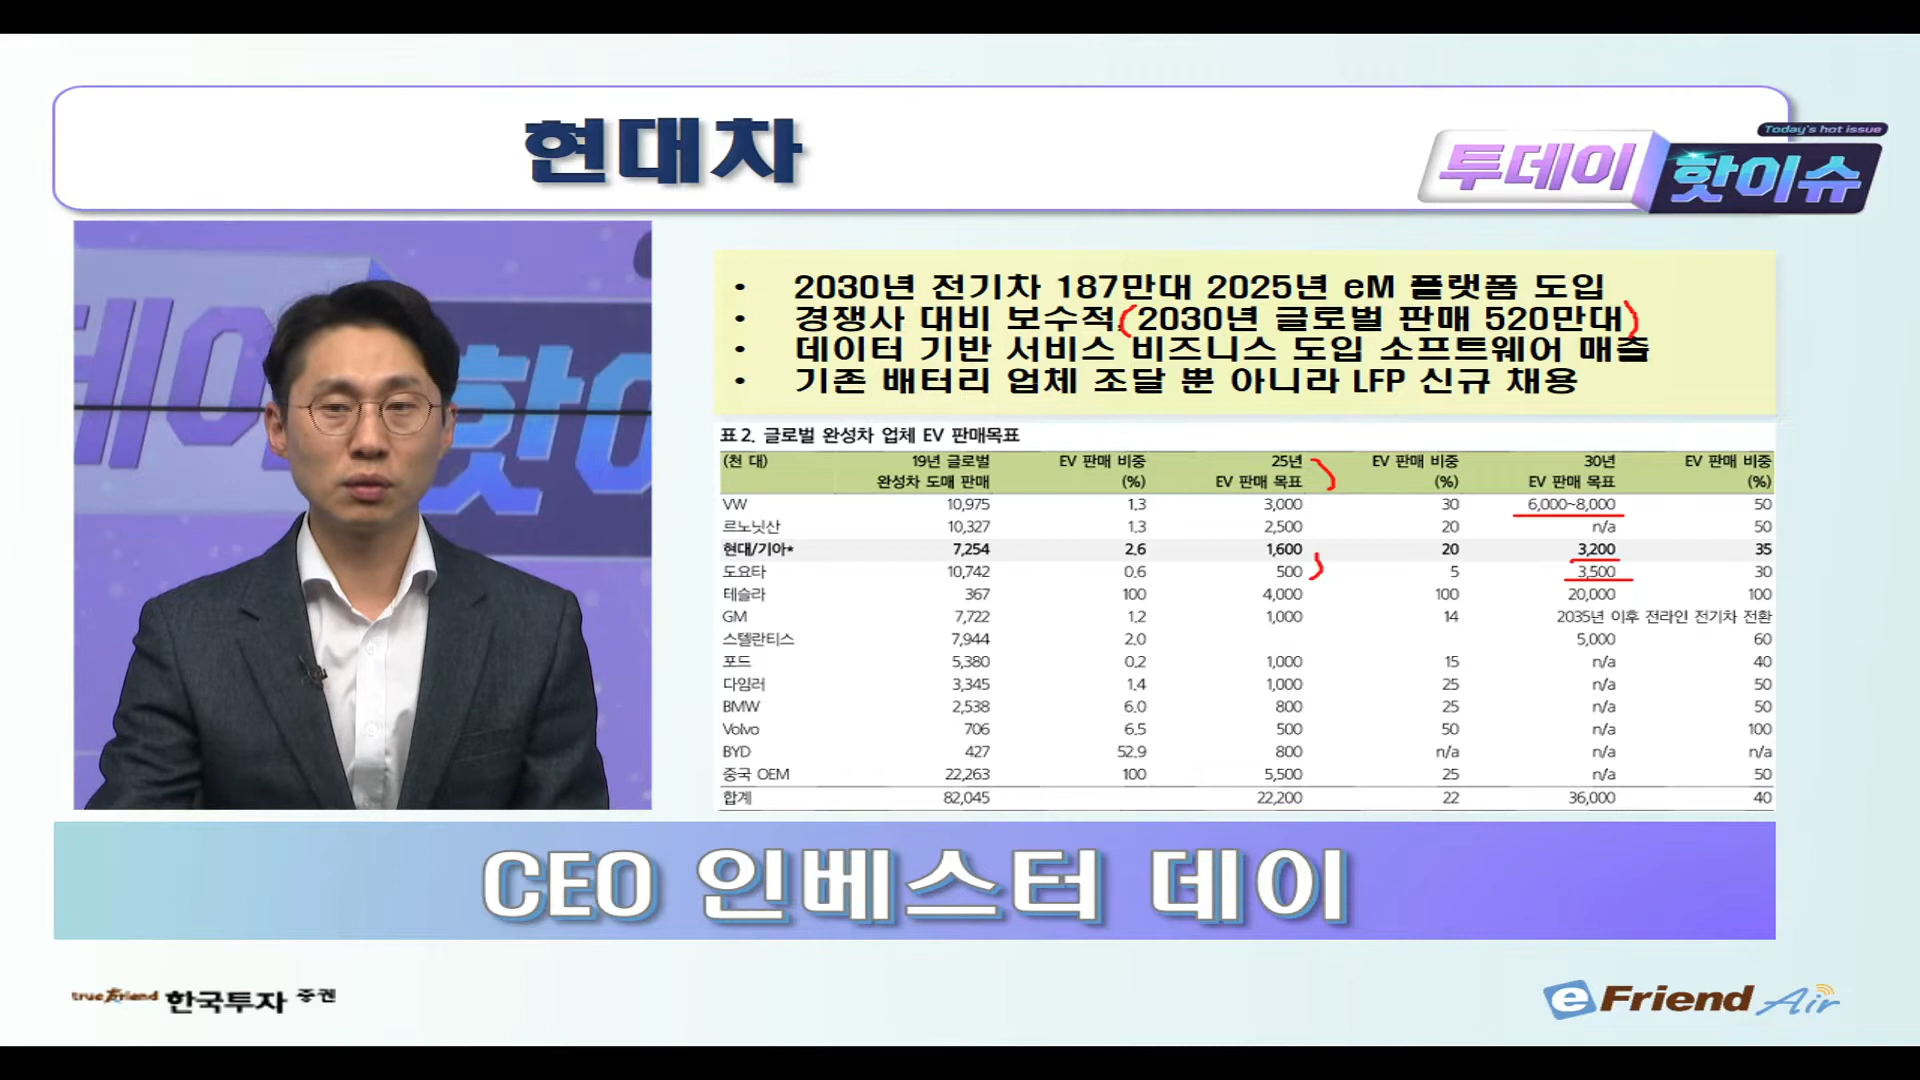 현대차
Today's hot issue
투데이 핫이슈
• 2030년 전기차 187만대 2025년 eM 플랫폼 도입
• 경쟁사 대비 보수적 (2030년 글로벌 판매 520만대)
• 데이터 기반 서비스 비즈니스 도입 소프트웨어 매출
• 기존 배터리 업체 조달 뿐 아니라 LFP 신규 채용
표 2. 글로벌 완성차 업체 EV 판매목표
(천 대) 19년 글로벌 EV 판매 비중 25년 EV 판매 비중 30년 EV 판매 비중
완성차 도매 판매 (%) EV 판매 목표 (%) EV 판매 목표 (%)
VW 10,975 1.3 3,000 30 6,000~8,000 50
르노닛산 10,327 1.3 2,500 20 n/a 50
현대/기아* 7,254 2.6 1,600 20 3,200 35
도요타 10,742 0.6 500 5 3,500 30
테슬라 367 100 4,000 100 20,000 100
GM 7,722 1.2 1,000 14 2035년 이후 전라인 전기차 전환
스텔란티스 7,944 2.0 5,000 60
포드 5,380 0.2 1,000 15 n/a 40
다임러 3,345 1.4 1,000 25 n/a 50
BMW 2,538 6.0 800 25 n/a 50
Volvo 706 6.5 500 50 n/a 100
BYD 427 52.9 800 n/a n/a n/a
중국 OEM 22,263 100 5,500 25 n/a 50
합계 82,045 22,200 22 36,000 40
CEO 인베스터 데이
true Friend 한국투자 증권
eFriend Air